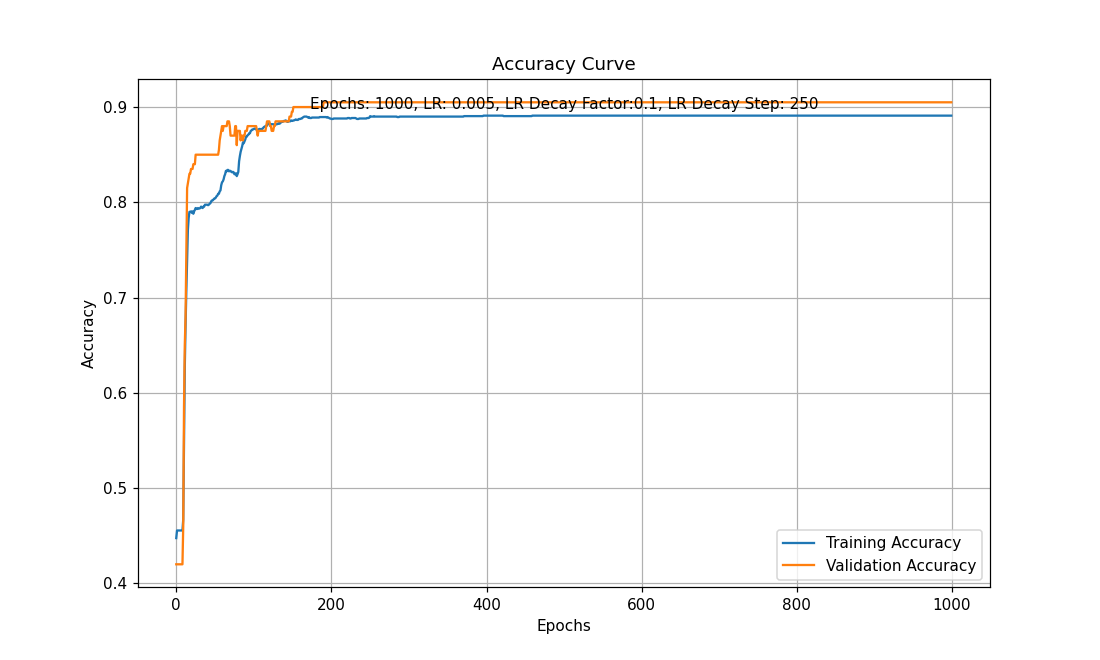 Accuracy Curve
Epochs: 1000, LR: 0.005, LR Decay Factor:0.1, LR Decay Step: 250
0.9
0.8
0.7
0.6
0.5
0.4
Accuracy
Training Accuracy
Validation Accuracy
0 200 400 600 800 1000
Epochs